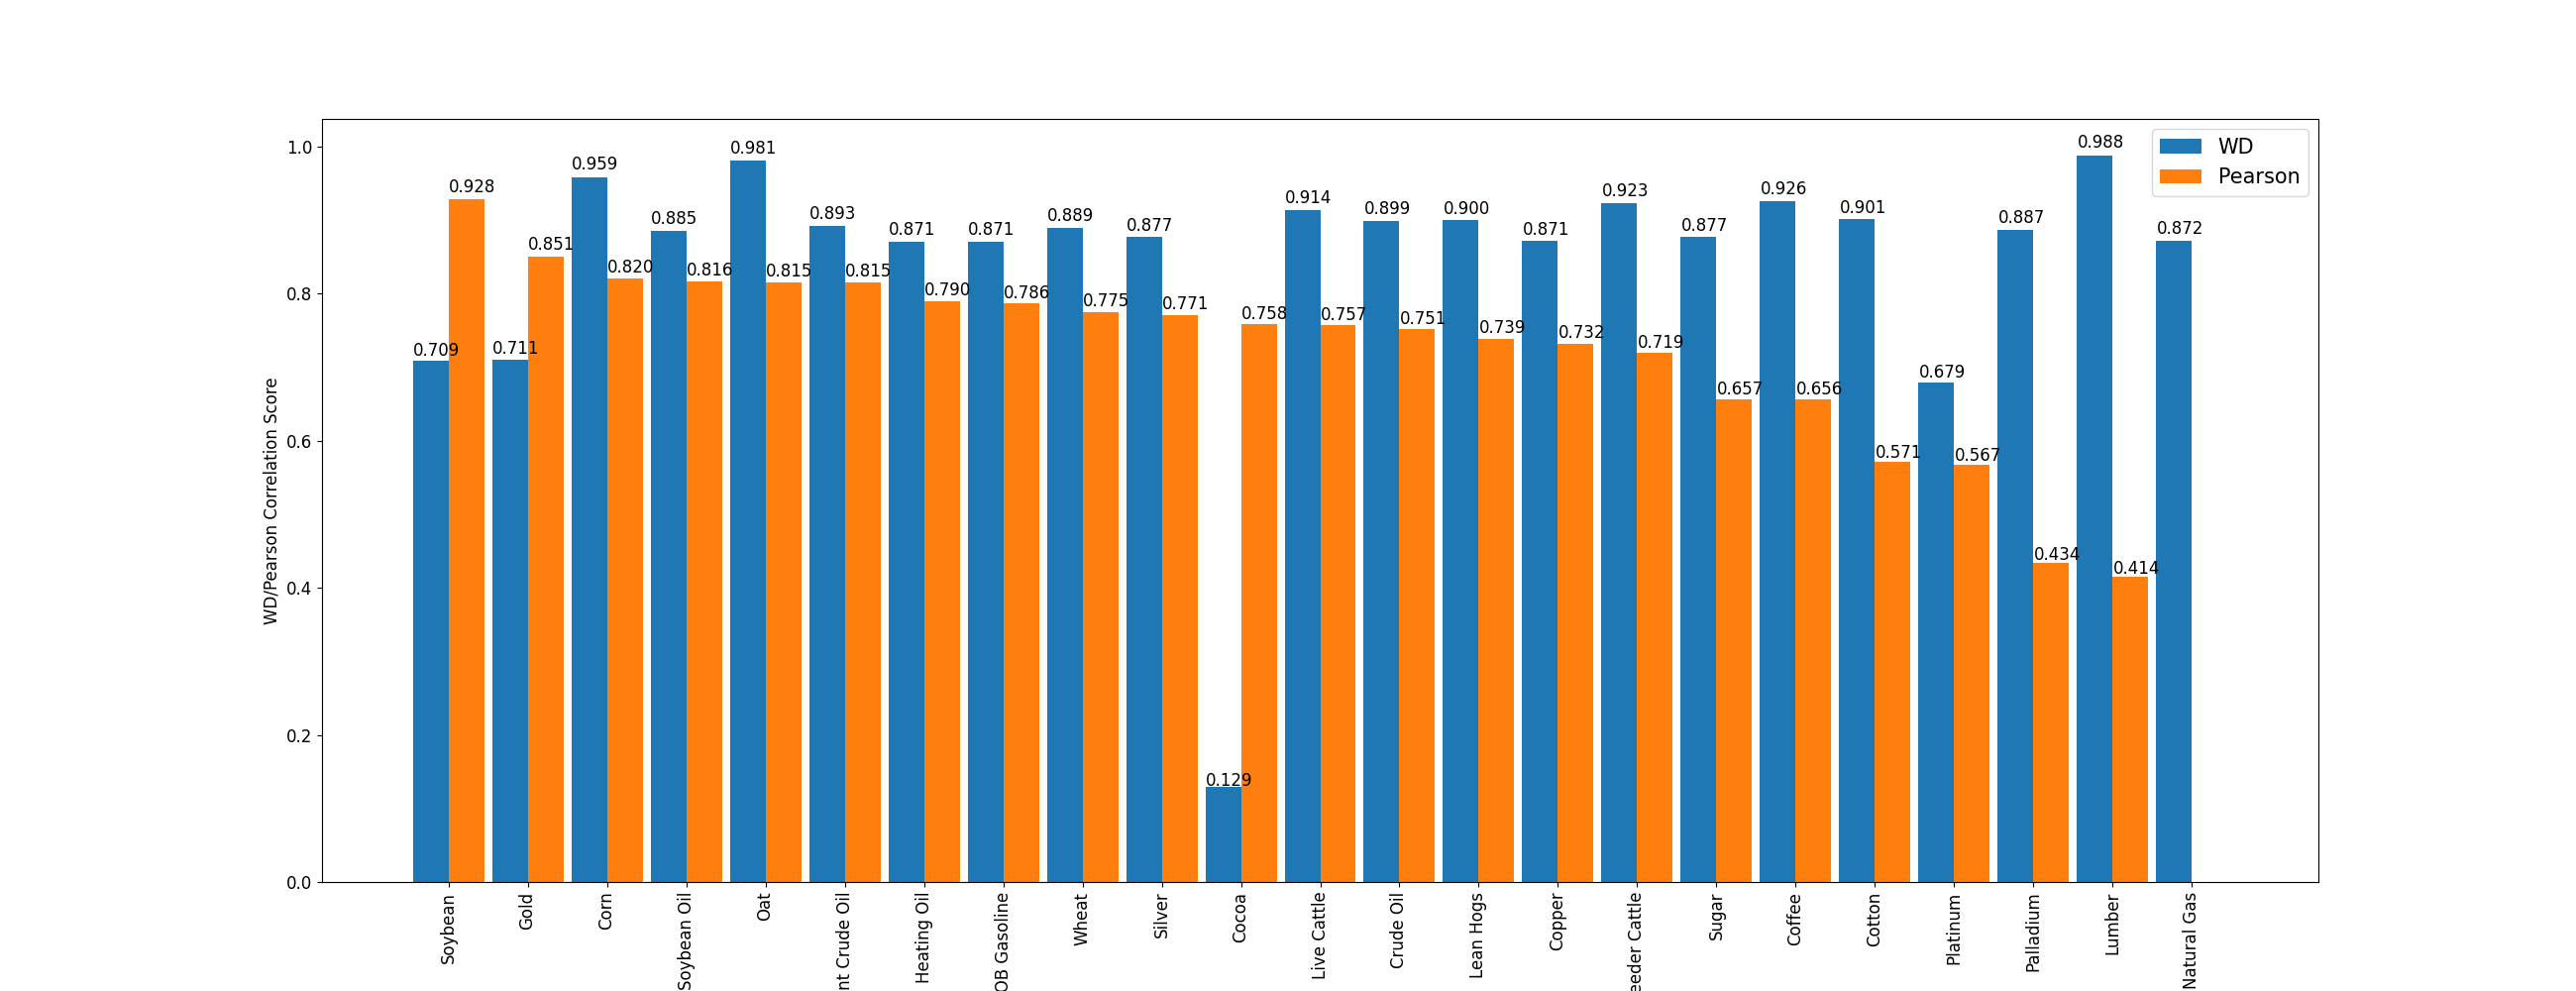 WD/Pearson Correlation Score
1.0
0.8
0.6
0.4
0.2
0.0
WD
Pearson
0.709
0.928
0.711
0.851
0.959
0.820
0.885
0.816
0.981
0.815
0.893
0.815
0.871
0.790
0.871
0.786
0.889
0.775
0.877
0.771
0.129
0.758
0.914
0.757
0.899
0.751
0.900
0.739
0.871
0.732
0.923
0.719
0.877
0.657
0.926
0.656
0.901
0.571
0.679
0.567
0.887
0.434
0.988
0.414
0.872
Soybean
Gold
Corn
Soybean Oil
Oat
nt Crude Oil
Heating Oil
OB Gasoline
Wheat
Silver
Cocoa
Live Cattle
Crude Oil
Lean Hogs
Copper
eeder Cattle
Sugar
Coffee
Cotton
Platinum
Palladium
Lumber
Natural Gas